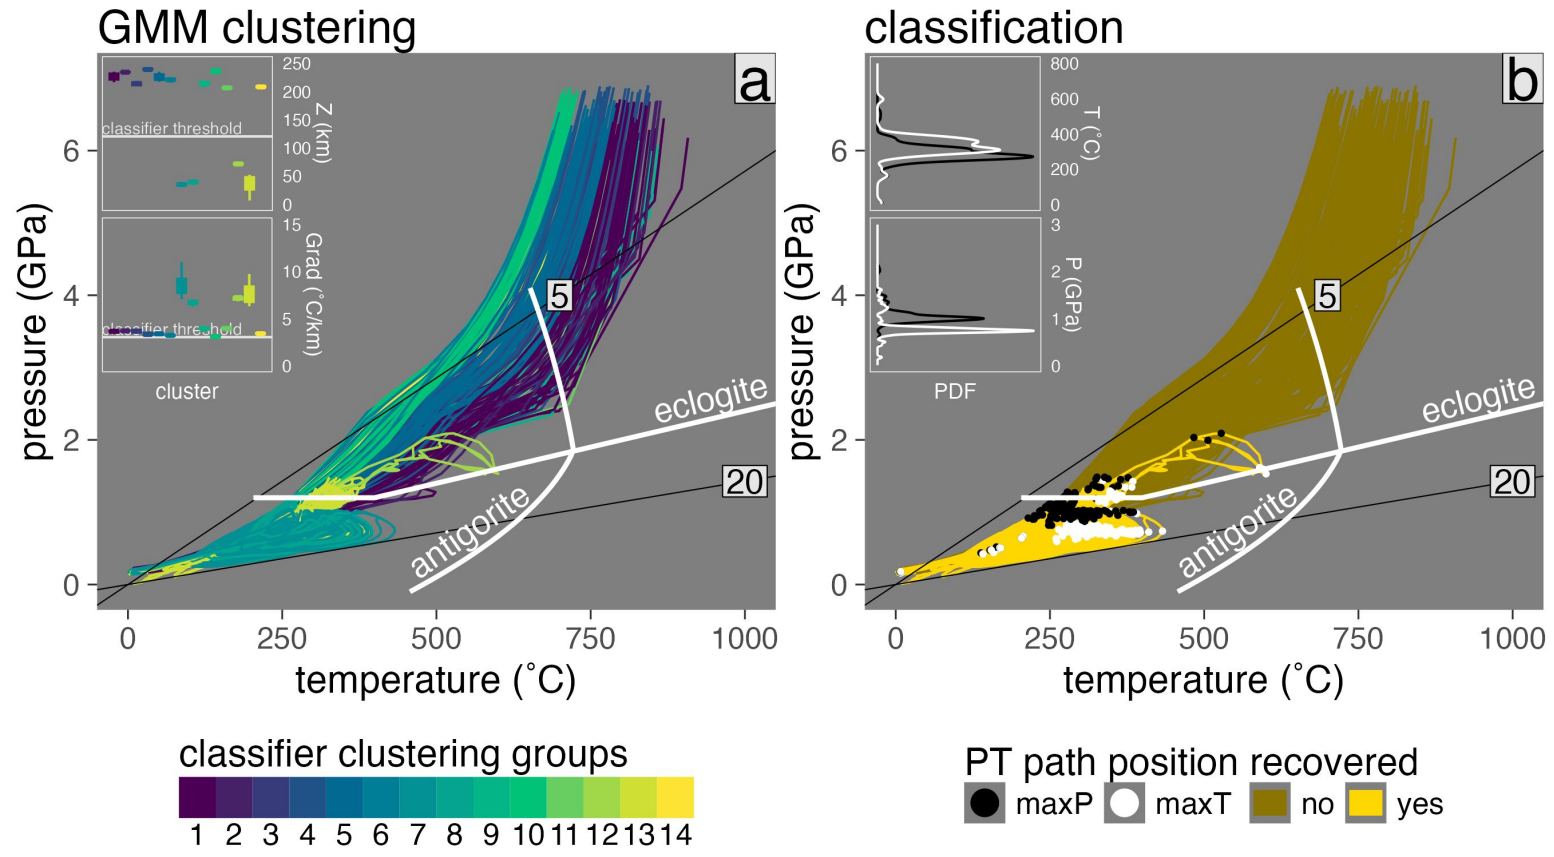 GMM clustering
a
250
200
150
100
50
0
Z (km)
classifier threshold
15
10
5
0
Grad (˚C/km)
classifier threshold
cluster
5
20
eclogite
antigorite
6
4
2
0
pressure (GPa)
0 250 500 750 1000
temperature (˚C)
classification
b
800
600
400
200
0
T (˚C)
3
2
1
0
P (GPa)
PDF
5
20
eclogite
antigorite
6
4
2
0
pressure (GPa)
0 250 500 750 1000
temperature (˚C)
classifier clustering groups
1 2 3 4 5 6 7 8 9 10 11 12 13 14
PT path position recovered
maxP maxT no yes